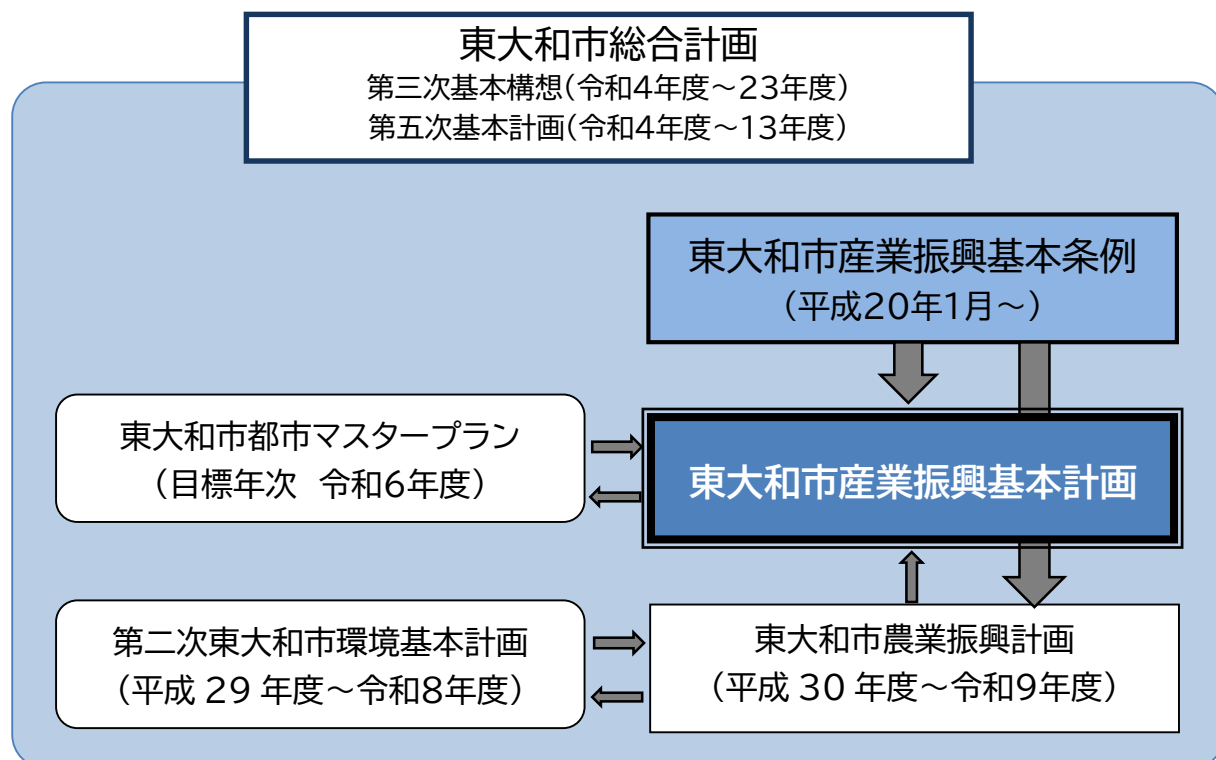 東大和市総合計画
第三次基本構想(令和4年度~23年度)
第五次基本計画(令和4年度~13年度)
東大和市産業振興基本条例
(平成20年1月~)
東大和市都市マスタープラン
(目標年次 令和6年度)
東大和市産業振興基本計画
第二次東大和市環境基本計画
(平成 29 年度~令和8年度)
東大和市農業振興計画
(平成 30 年度~令和9年度)